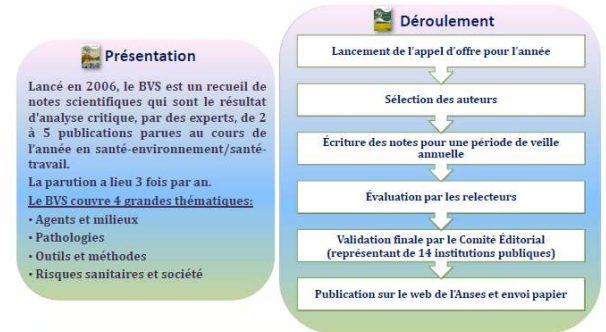 Présentation
Lancé en 2006, le BVS est un recueil de
notes scientifiques qui sont le résultat
d'analyse critique, par des experts, de 2
à 5 publications parues au cours de
l'année en santé-environnement/santé-
travail.
La parution a lieu 3 fois par an.
Le BVS couvre 4 grandes thématiques:
• Agents et milieux
• Pathologies
• Outils et méthodes
• Risques sanitaires et société
Déroulement
Lancement de l'appel d'offre pour l'année
Sélection des auteurs
Écriture des notes pour une période de veille
annuelle
Évaluation par les relecteurs
Validation finale par le Comité Éditorial
(représentant de 14 institutions publiques)
Publication sur le web de l'Anses et envoi papier